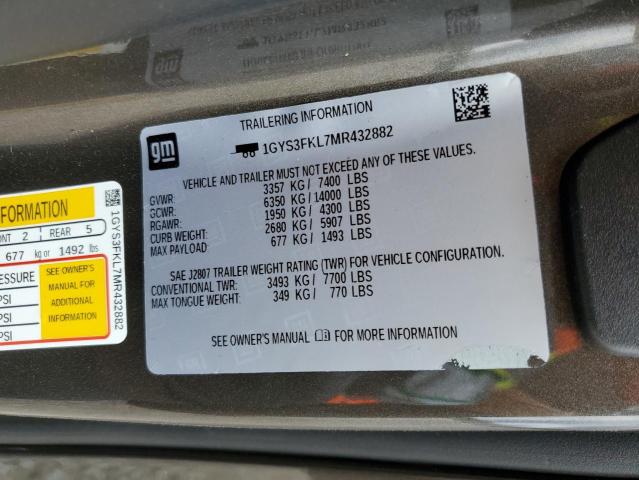 TRAILERING INFORMATION
gm
1GYS3FKL7MR432882
VEHICLE AND TRAILER MUST NOT EXCEED ANY OF THESE VALUES.
GVWR: 3357 KG/ 7400 LBS
GCWR: 6350 KG/ 14000 LBS
RGAWR: 1950 KG/ 4300 LBS
CURB WEIGHT: 2680 KG/ 5907 LBS
MAX PAYLOAD: 677 KG/ 1493 LBS
SAE J2807 TRAILER WEIGHT RATING (TWR) FOR VEHICLE CONFIGURATION.
CONVENTIONAL TWR: 3493 KG/ 7700 LBS
MAX TONGUE WEIGHT: 349 KG/ 770 LBS
SEE OWNER'S MANUAL FOR MORE INFORMATION
FORMATION
NT 2 REAR 5
677 kg or 1492 lbs
ESSURE
SEE OWNER'S
MANUAL FOR
ADDITIONAL
INFORMATION
PSI
PSI
PSI
1GYS3FKL7MR432882